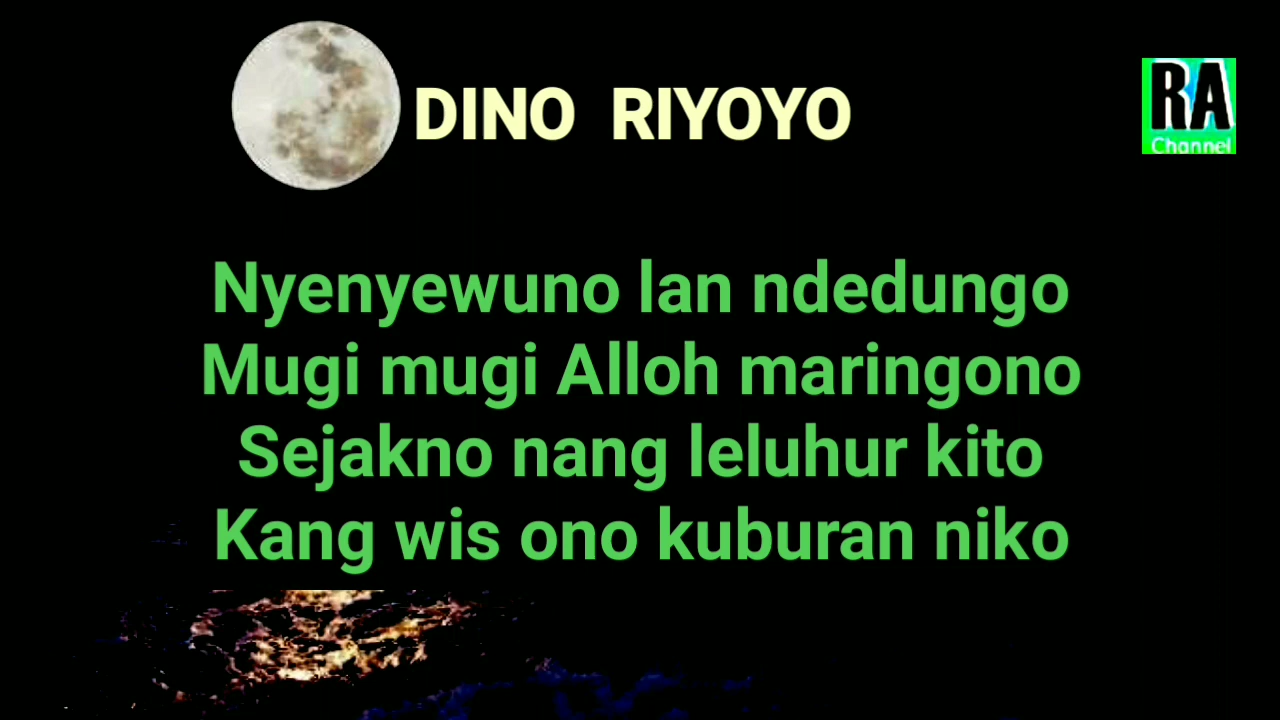 DINO RIYOYO
RA
Channel
Nyenyewuno lan ndedungo
Mugi mugi Alloh maringono
Sejakno nang leluhur kito
Kang wis ono kuburan niko